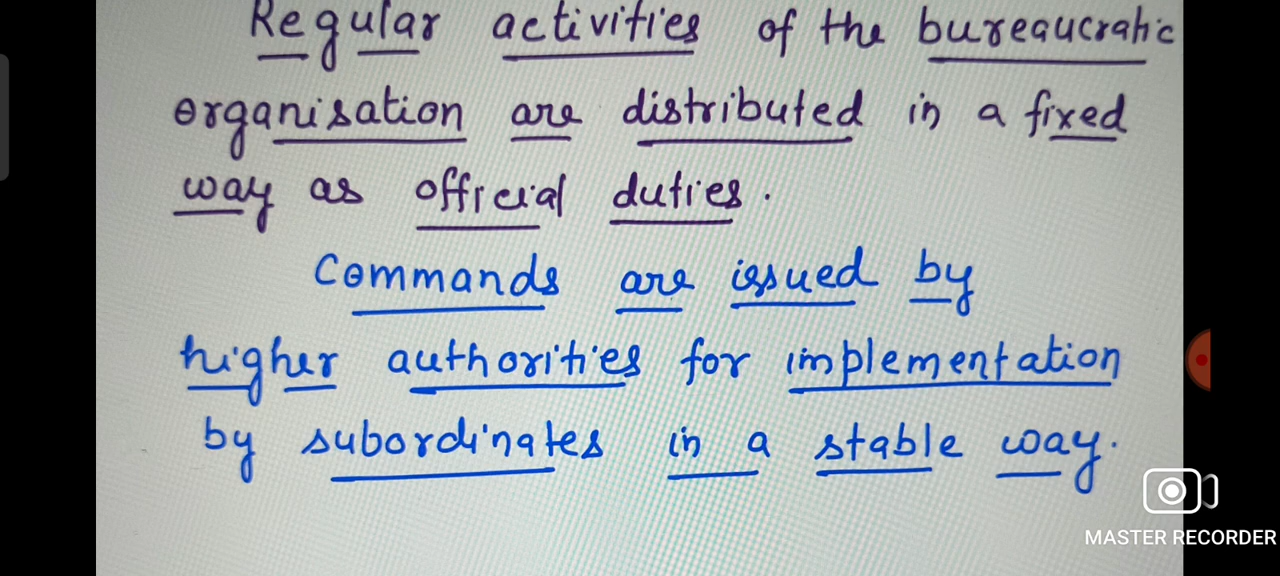 Regular activities of the bureaucratic
organisation are distributed in a fixed
way as official duties.
Commands are issued by
higher authorities for implementation
by subordinates in a stable way.
MASTER RECORDER